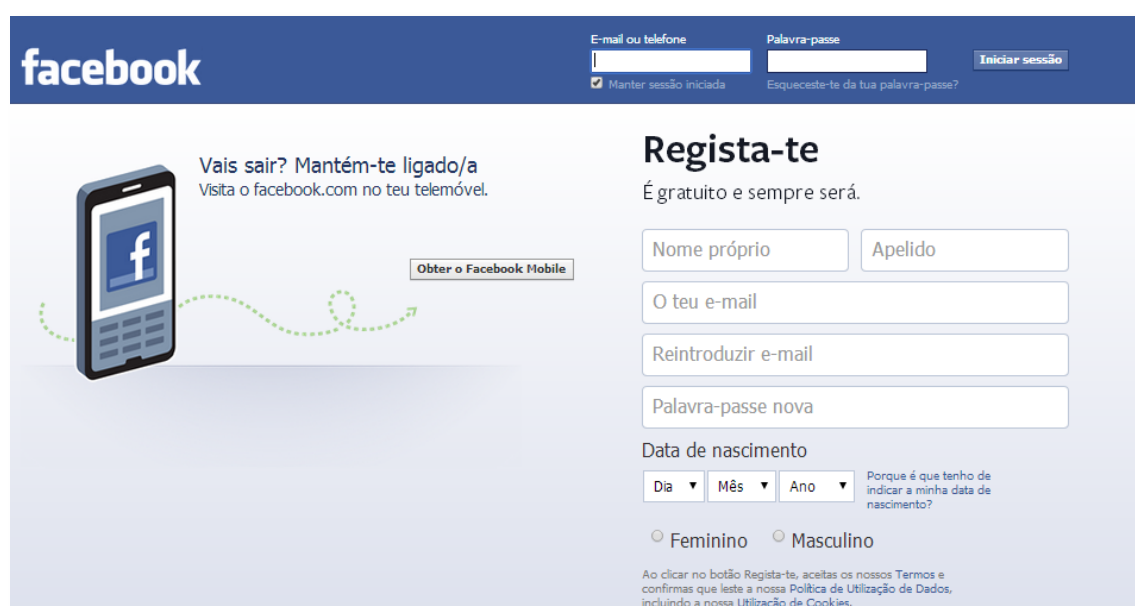 facebook
E-mail ou telefone
Palavra-passe
Iniciar sessão
Manter sessão iniciada
Esqueceste-te da tua palavra-passe?
Vais sair? Mantém-te ligado/a
Visita o facebook.com no teu telemóvel.
f
Obter o Facebook Mobile
Regista-te
É gratuito e sempre será.
Nome próprio
Apelido
O teu e-mail
Reintroduzir e-mail
Palavra-passe nova
Data de nascimento
Dia
Mês
Ano
Porque é que tenho de
indicar a minha data de
nascimento?
Feminino
Masculino
Ao clicar no botão Regista-te, aceitas os nossos Termos e
confirmas que leste a nossa Política de Utilização de Dados,
incluindo a nossa Utilização de Cookies.